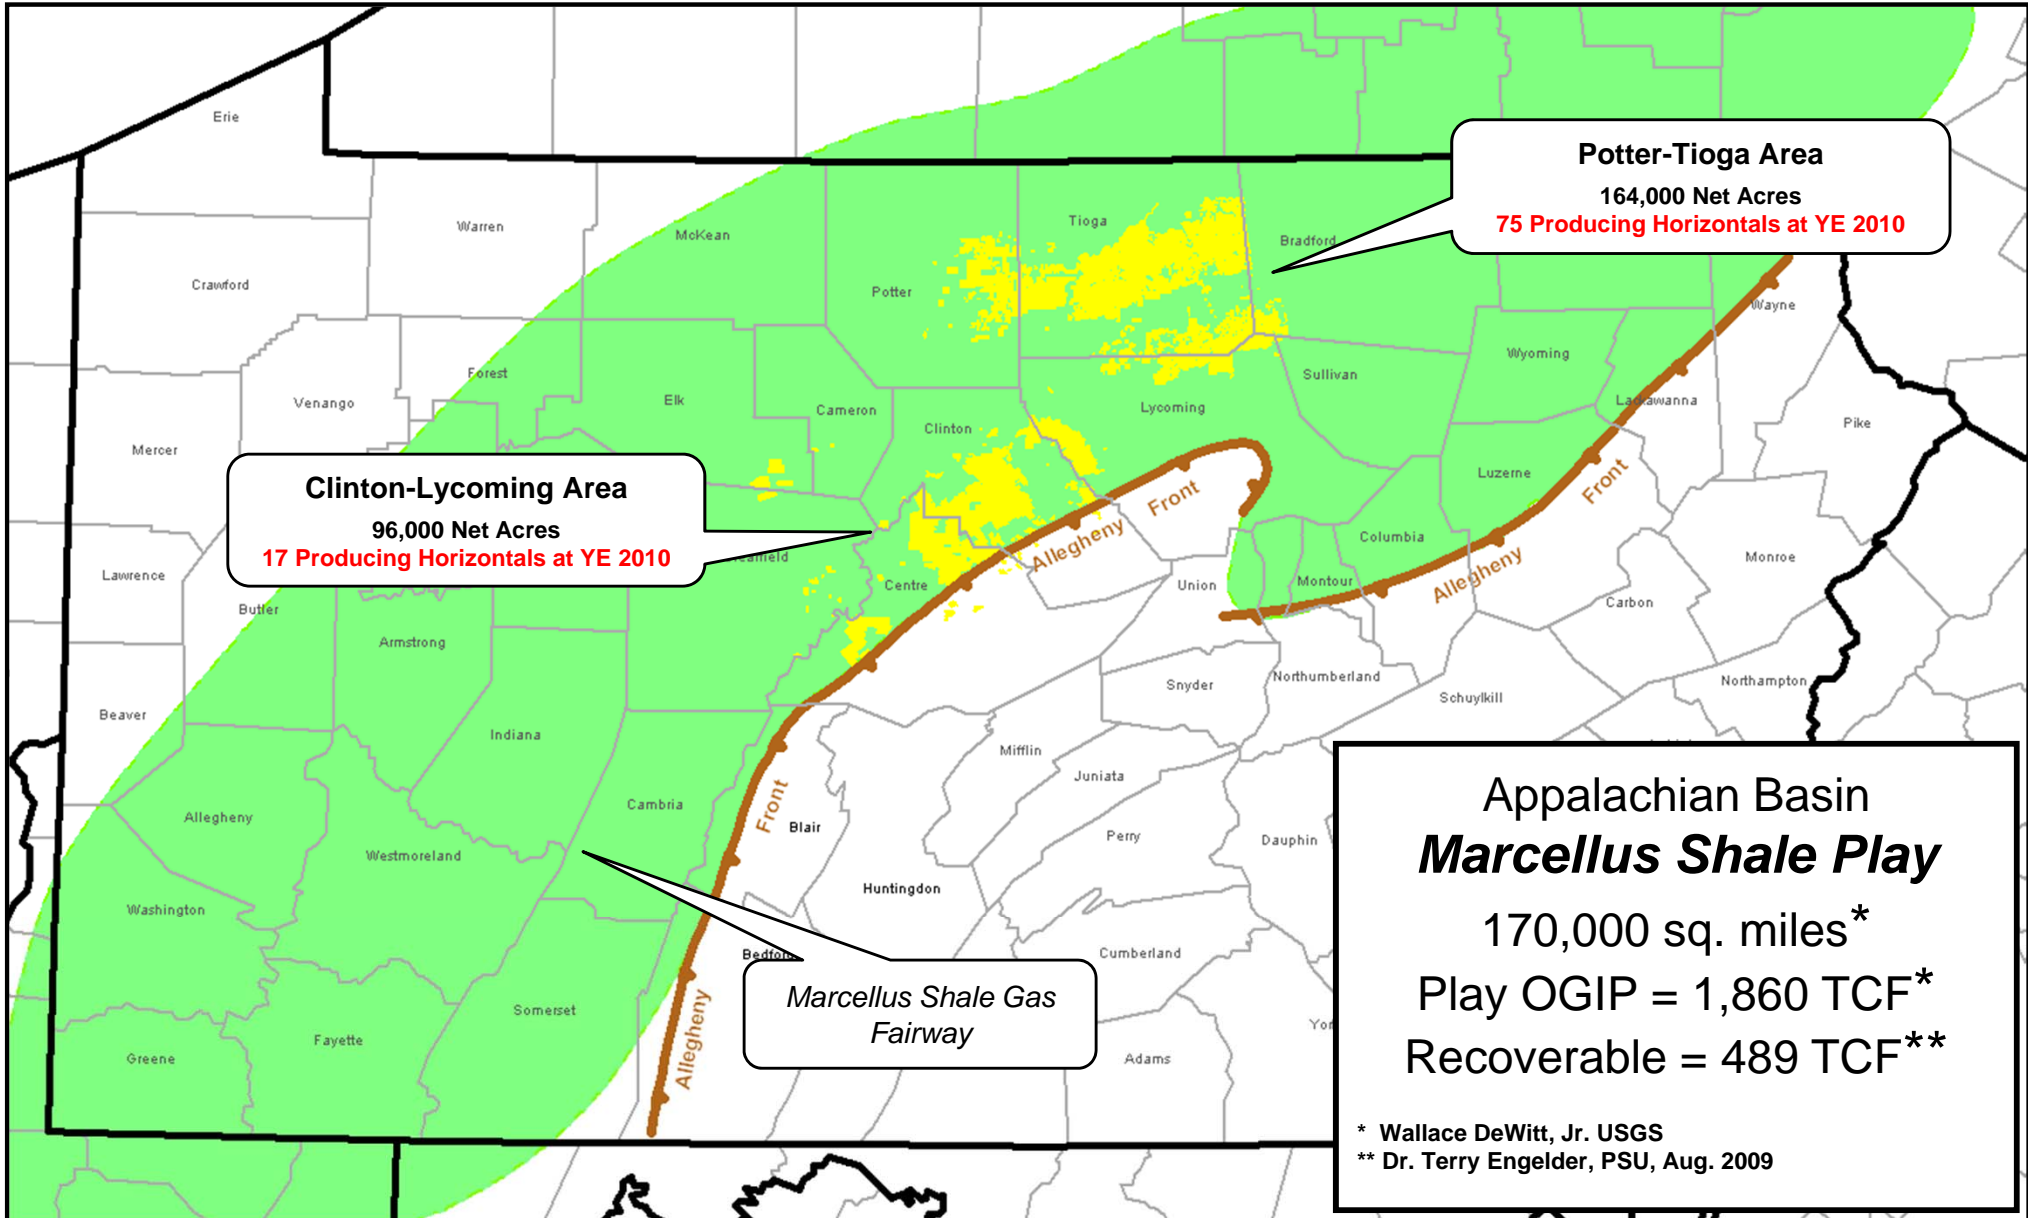 Erie
Warren
McKean
Crawford
Potter
Tioga
Bradford
Potter-Tioga Area
164,000 Net Acres
75 Producing Horizontals at YE 2010
Wayne
Forest
Venango
Elk
Cameron
Clinton
Lycoming
Sullivan
Wyoming
Lackawanna
Pike
Mercer
Luzerne
Clinton-Lycoming Area
96,000 Net Acres
17 Producing Horizontals at YE 2010
Allegheny
Front
Allegheny
Front
Columbia
Monroe
Lawrence
Butler
Centre
Union
Montour
Carbon
Armstrong
Snyder
Northumberland
Schuylkill
Northampton
Beaver
Indiana
Mifflin
Juniata
Allegheny
Westmoreland
Cambria
Front
Blair
Perry
Dauphin
Huntingdon
Washington
Bedford
Cumberland
Somerset
Marcellus Shale Gas
Fairway
Allegheny
Greene
Fayette
Adams
Appalachian Basin
Marcellus Shale Play
170,000 sq. miles*
Play OGIP = 1,860 TCF*
Recoverable = 489 TCF**
* Wallace DeWitt, Jr. USGS
** Dr. Terry Engelder, PSU, Aug. 2009